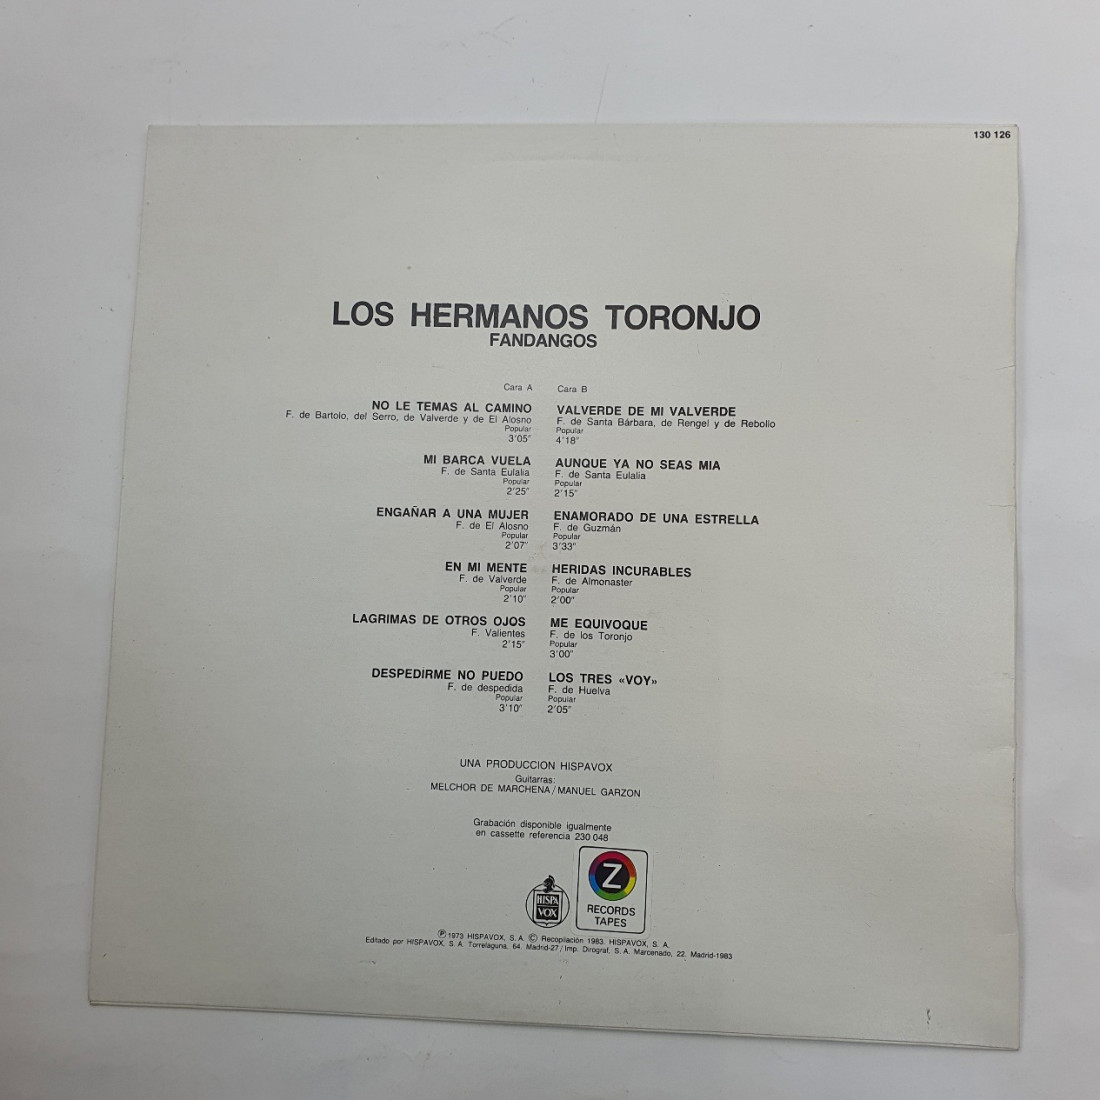 130 126
LOS HERMANOS TORONJO
FANDANGOS
Cara A
NO LE TEMAS AL CAMINO
F. de Bartolo, del Serro, de Valverde y de El Alosno
Popular
3'05"
MI BARCA VUELA
F. de Santa Eulalia
Popular
2'25"
ENGAÑAR A UNA MUJER
F. de El Alosno
Popular
2'07"
EN MI MENTE
F. de Valverde
Popular
2'10"
LAGRIMAS DE OTROS OJOS
F. Valientes
2'15"
DESPEDIRME NO PUEDO
F. de despedida
Popular
3'10"
Cara B
VALVERDE DE MI VALVERDE
F. de Santa Bárbara, de Rengel y de Rebollo
Popular
4'18"
AUNQUE YA NO SEAS MIA
F. de Santa Eulalia
Popular
2'15"
ENAMORADO DE UNA ESTRELLA
F. de Guzmán
Popular
3'33"
HERIDAS INCURABLES
F. de Almonaster
Popular
2'00"
ME EQUIVOQUE
F. de los Toronjo
Popular
3'00"
LOS TRES «VOY»
F. de Huelva
Popular
2'05"
UNA PRODUCCION HISPAVOX
Guitarras:
MELCHOR DE MARCHENA/MANUEL GARZON
Grabación disponible igualmente
en cassette referencia 230 048
HISPA
VOX
Z
RECORDS
TAPES
℗ 1973 HISPAVOX, S. A. © Recopilación 1983. HISPAVOX, S. A.
Editado por HISPAVOX, S. A. Torrelaguna, 64. Madrid-27/Imp. Dirograf, S. A. Marcenado, 22. Madrid-1983